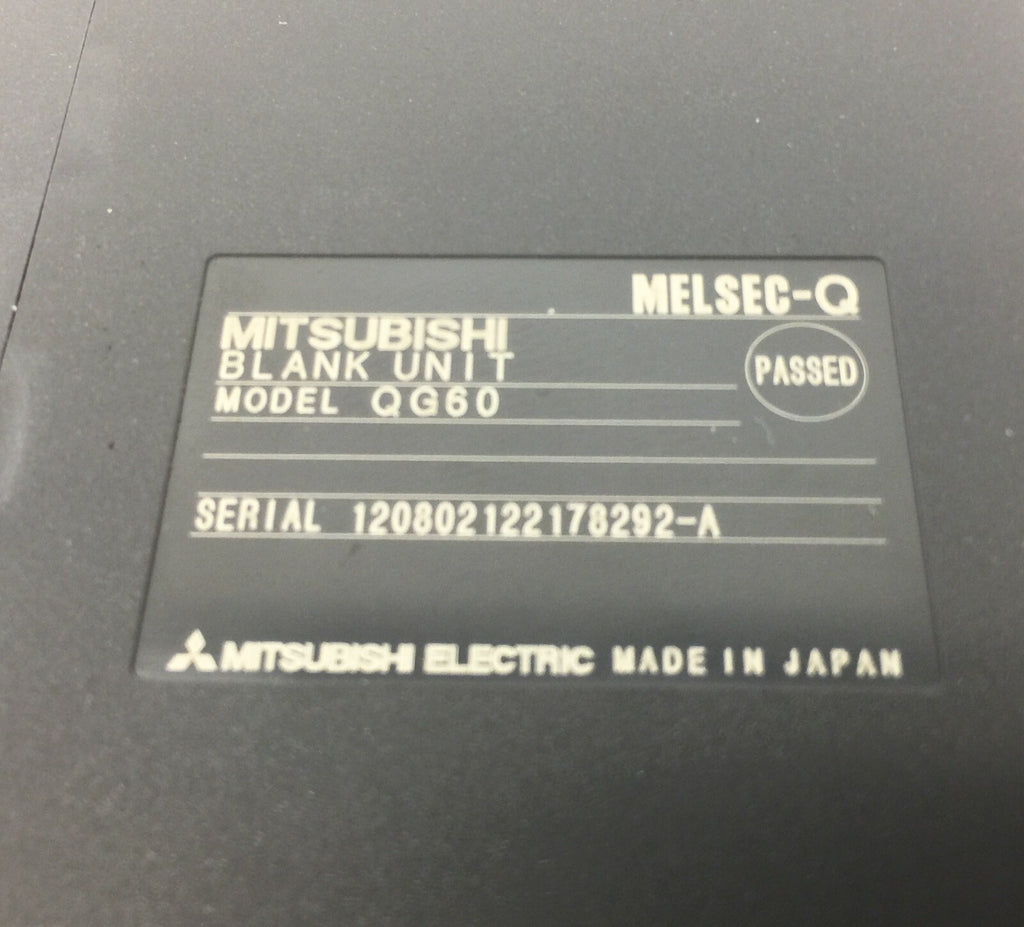 MELSEC-Q
MITSUBISHI
BLANK UNIT
PASSED
MODEL QG60
SERIAL 120802122178292-A
MITSUBISHI ELECTRIC MADE IN JAPAN